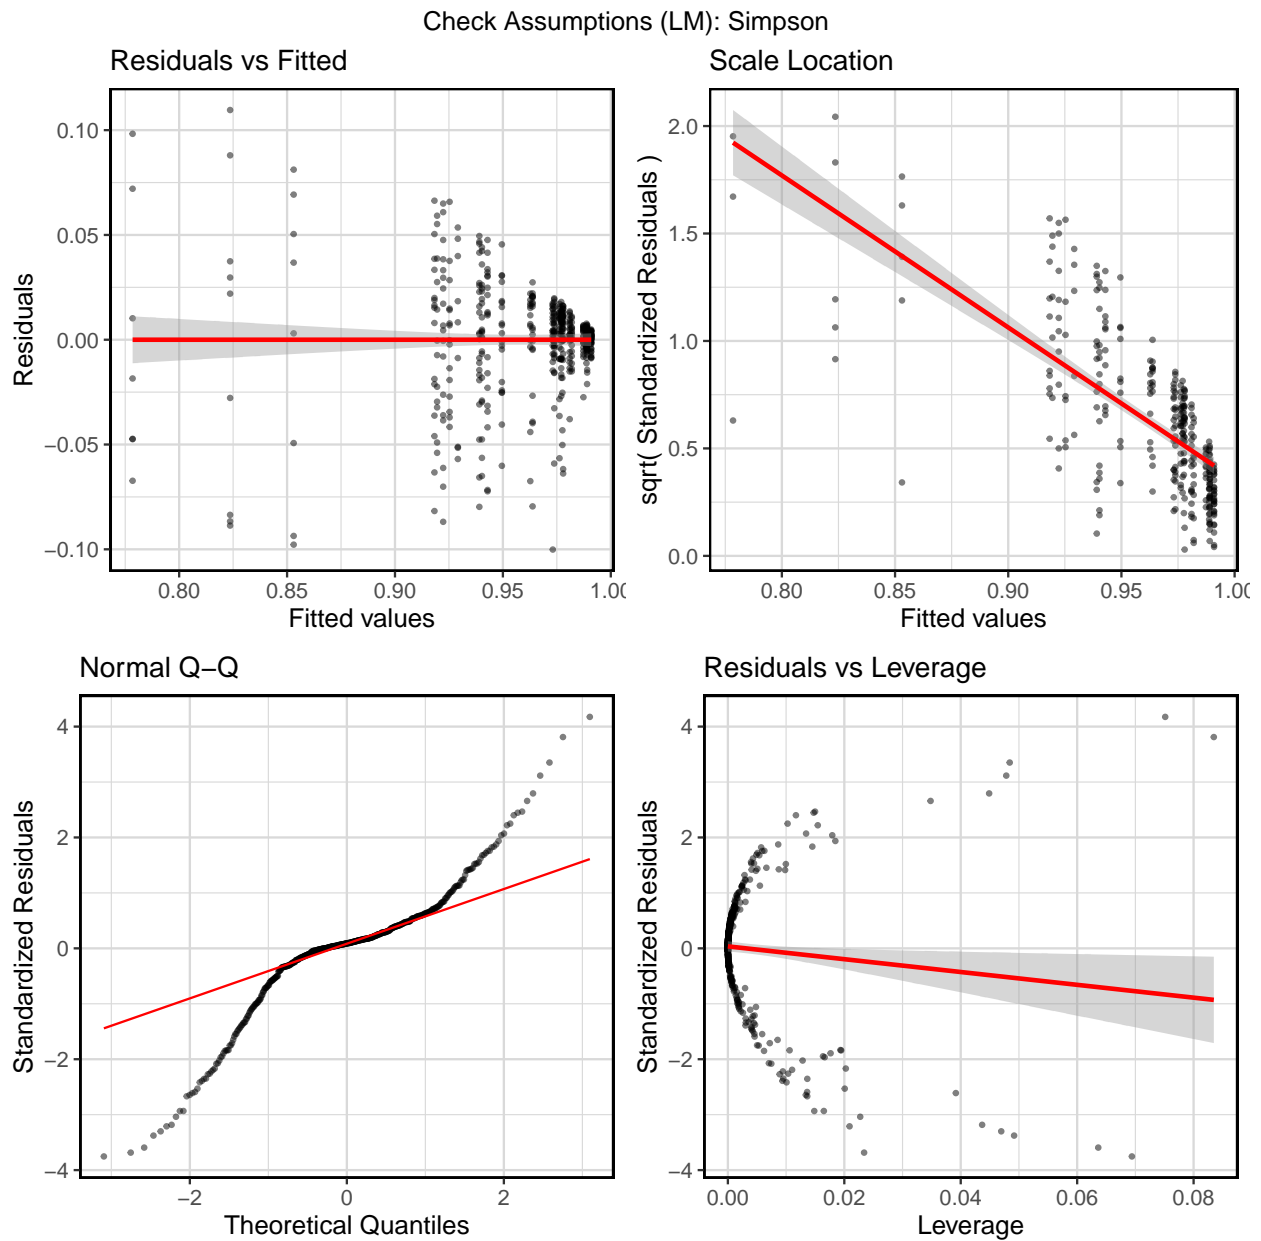 Check Assumptions (LM): Simpson
Residuals vs Fitted
Residuals
0.10
0.05
0.00
−0.05
−0.10
0.80
0.85
0.90
0.95
1.00
Fitted values
Scale Location
sqrt( Standardized Residuals )
2.0
1.5
1.0
0.5
0.0
0.80
0.85
0.90
0.95
1.0
Fitted values
Normal Q−Q
Standardized Residuals
4
2
0
−2
−4
−2
0
2
Theoretical Quantiles
Residuals vs Leverage
Standardized Residuals
4
2
0
−2
−4
0.00
0.02
0.04
0.06
0.08
Leverage